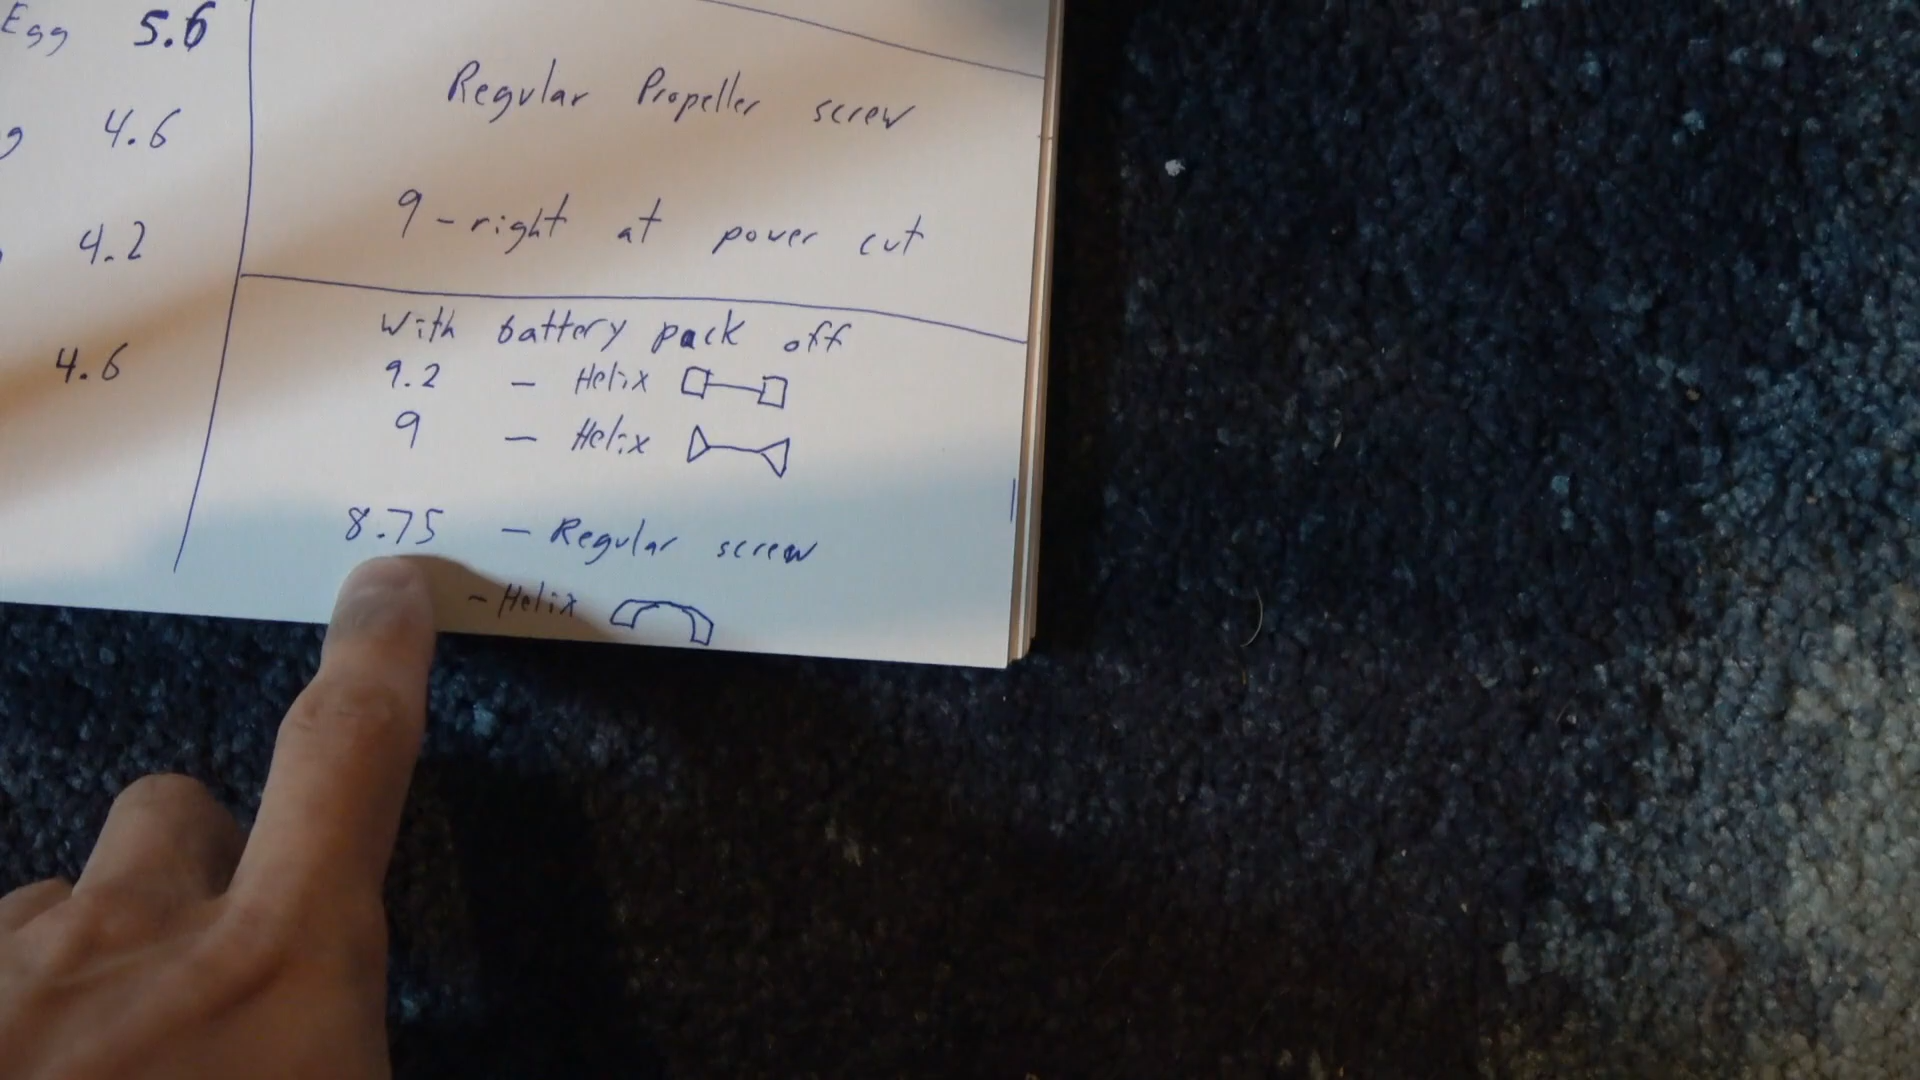 Egg 5.6
g 4.6
4.2
4.6
Regular Propeller screw
9 - right at power cut
With battery pack off
9.2 - Helix
9 - Helix
8.75 - Regular screw
- Helix